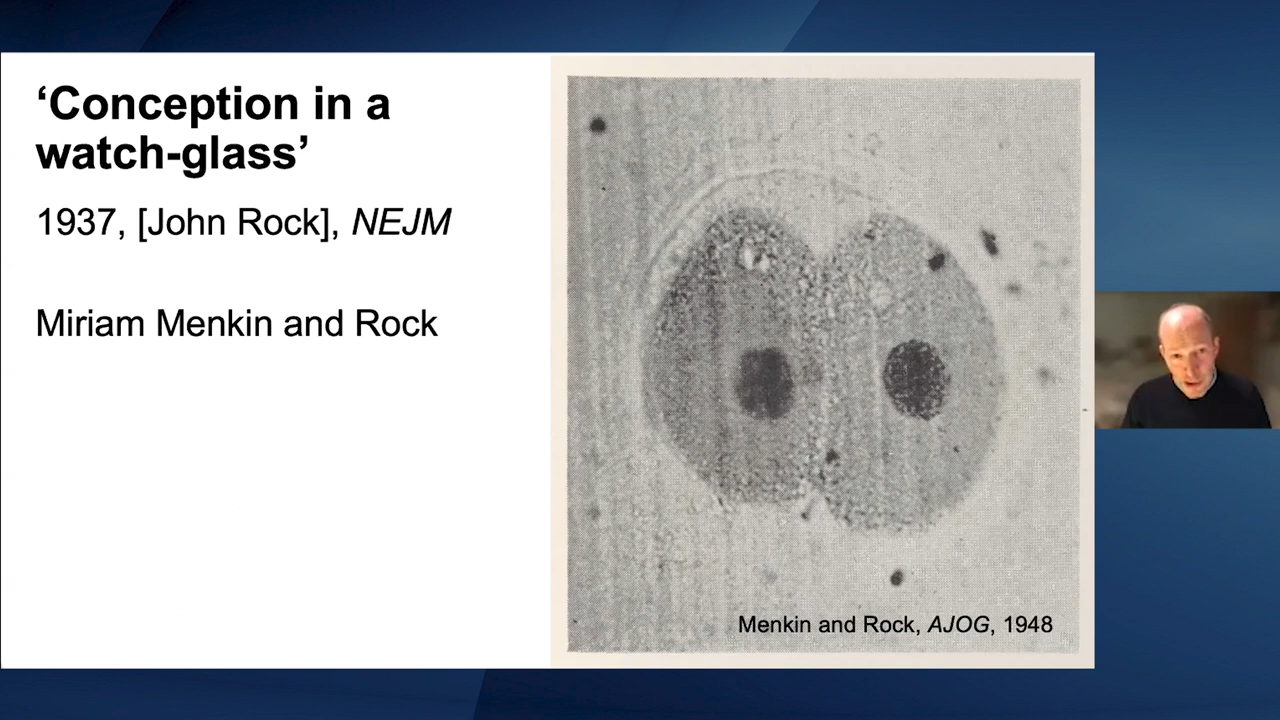 ‘Conception in a
watch-glass’
1937, [John Rock], NEJM
Miriam Menkin and Rock
Menkin and Rock, AJOG, 1948